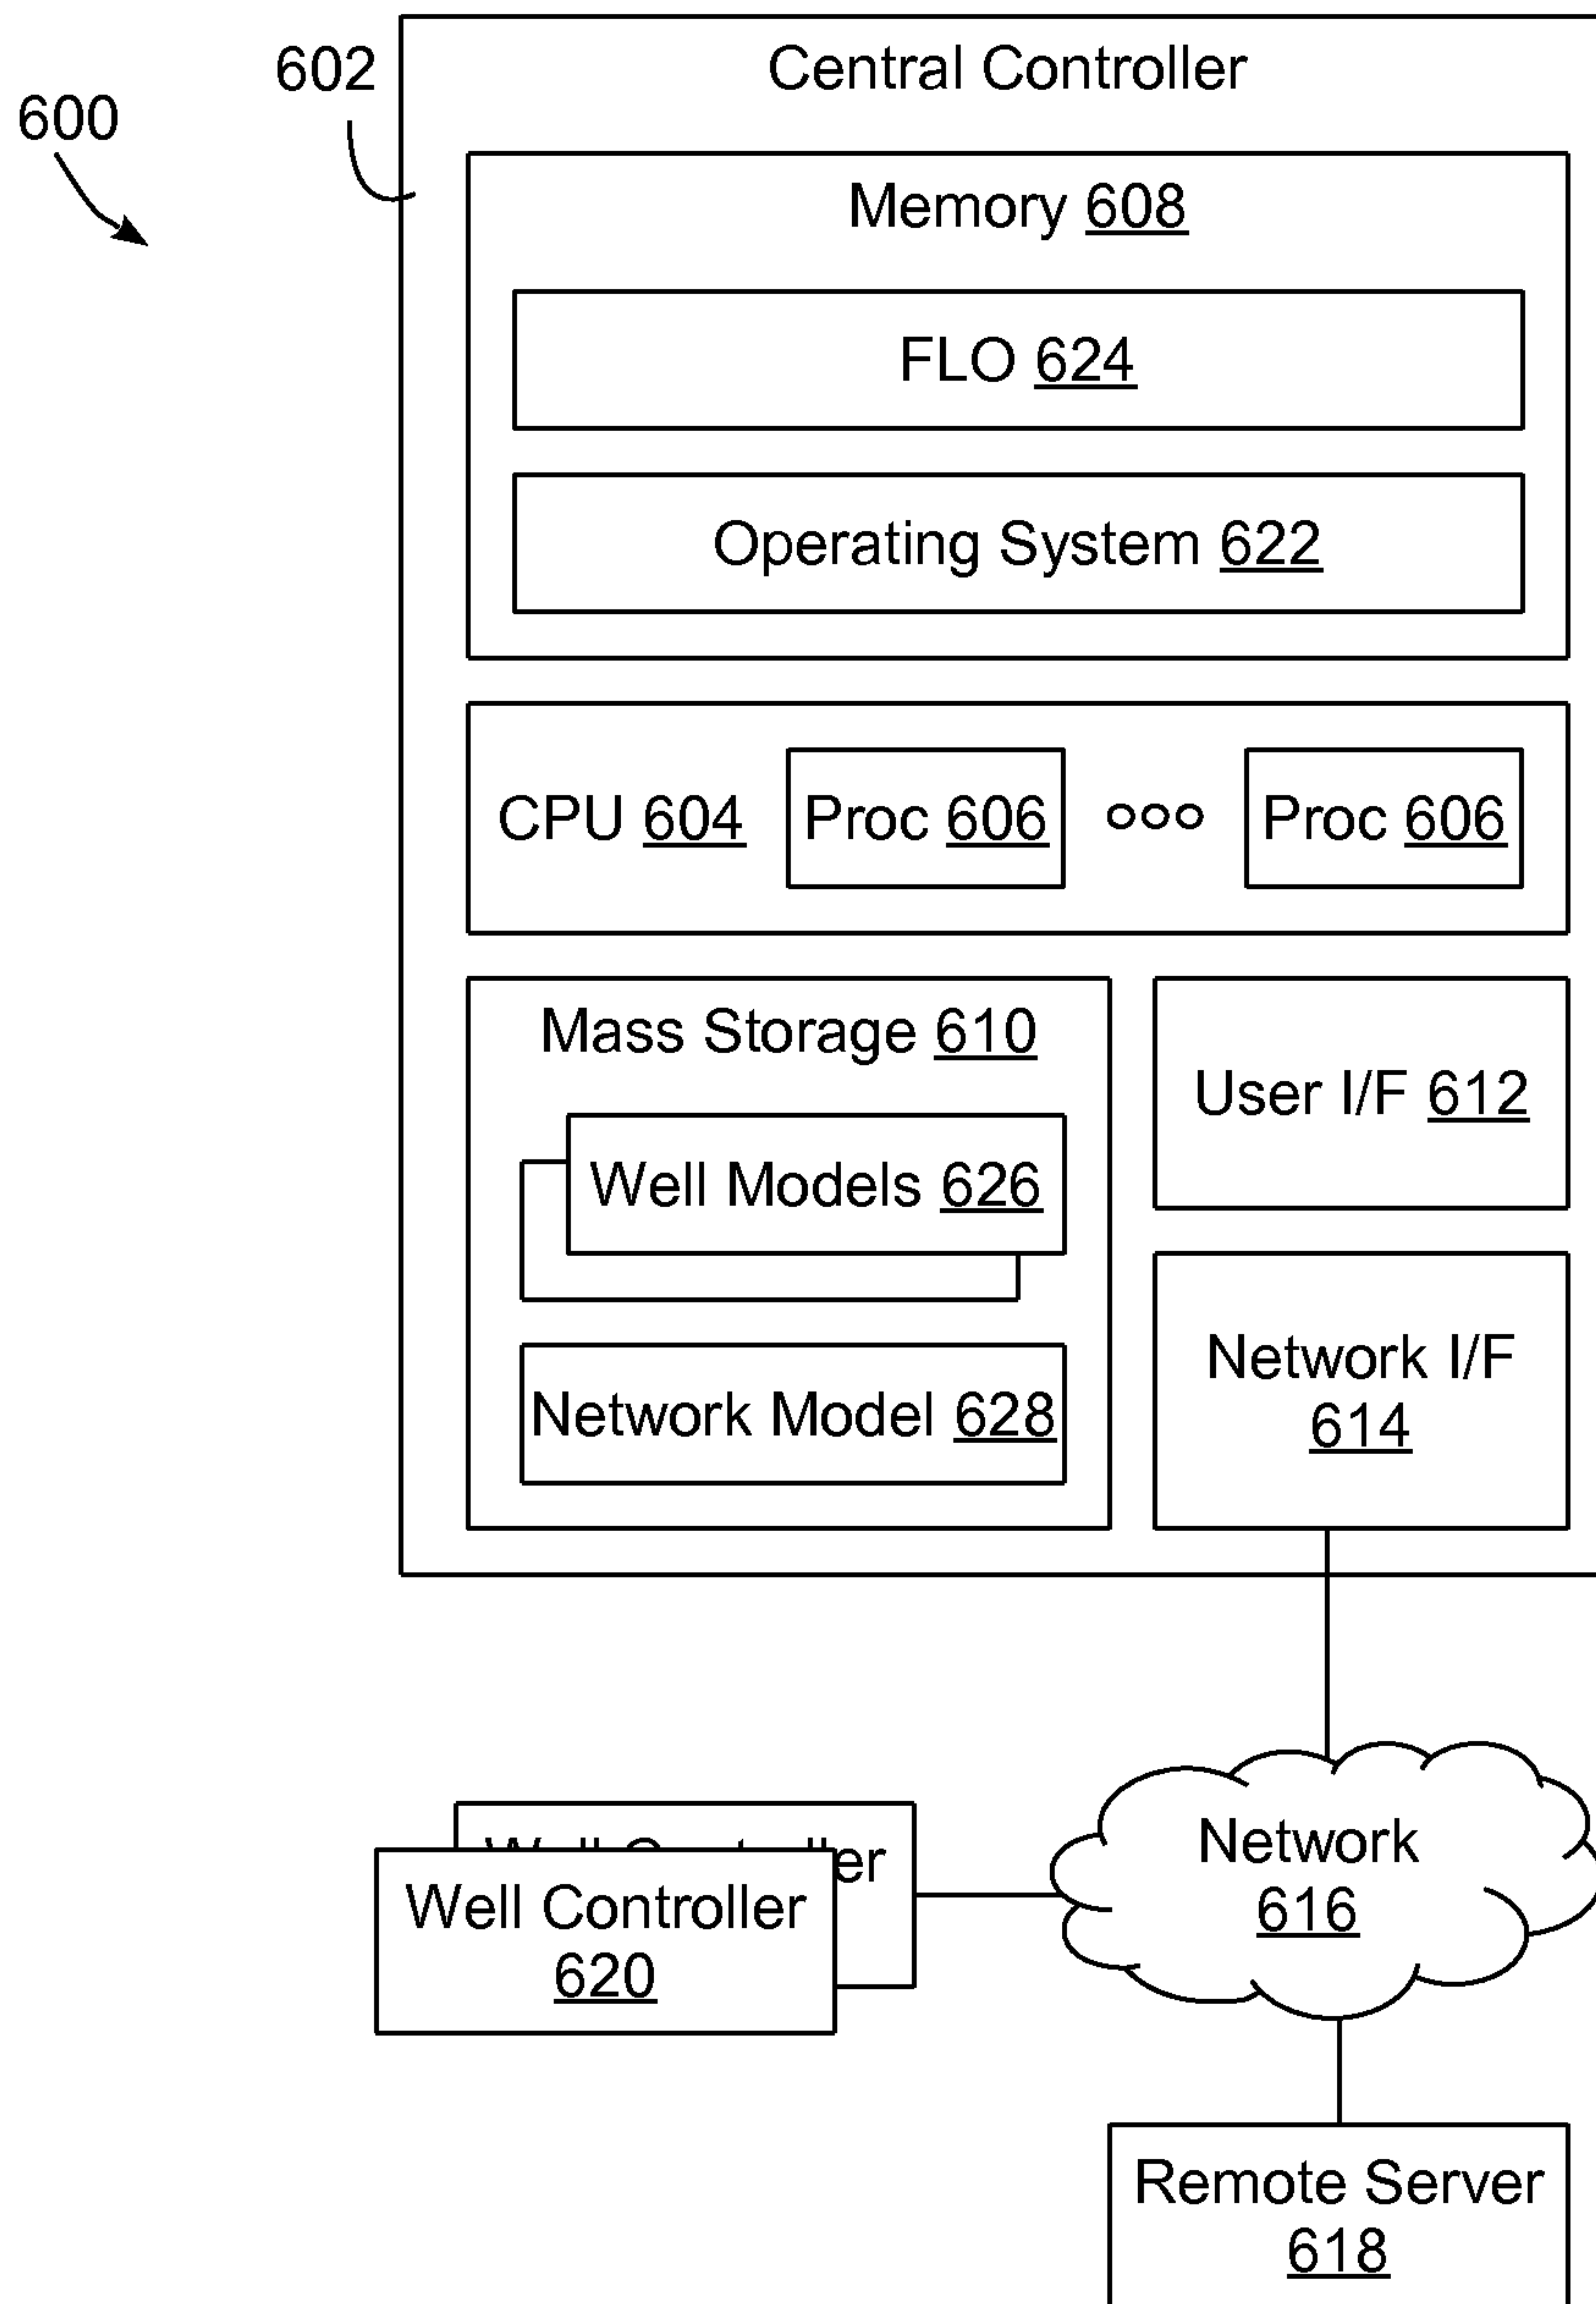 600
602
Central Controller
Memory 608
FLO 624
Operating System 622
CPU 604
Proc 606
Proc 606
Mass Storage 610
Well Models 626
Network Model 628
User I/F 612
Network I/F
614
Network
616
Well Controller
620
Remote Server
618